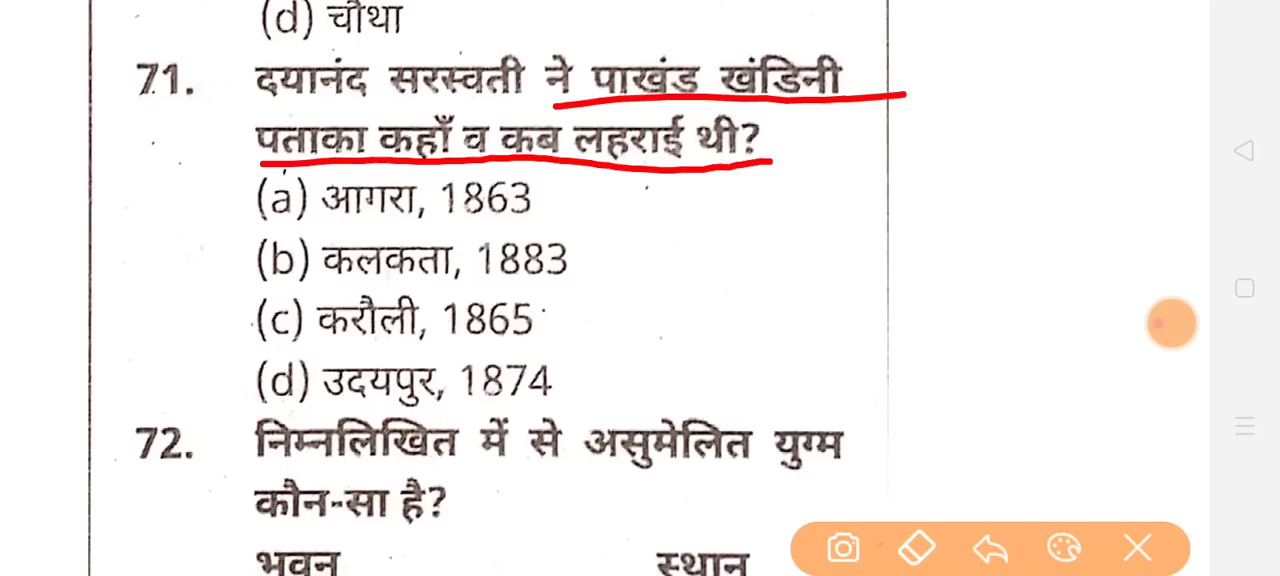 (d) चौथा
71. दयानंद सरस्वती ने पाखंड खंडिनी
पताका कहाँ व कब लहराई थी?
(a) आगरा, 1863
(b) कलकता, 1883
(c) करौली, 1865
(d) उदयपुर, 1874
72. निम्नलिखित में से असुमेलित युग्म
कौन-सा है?
भवन स्थान